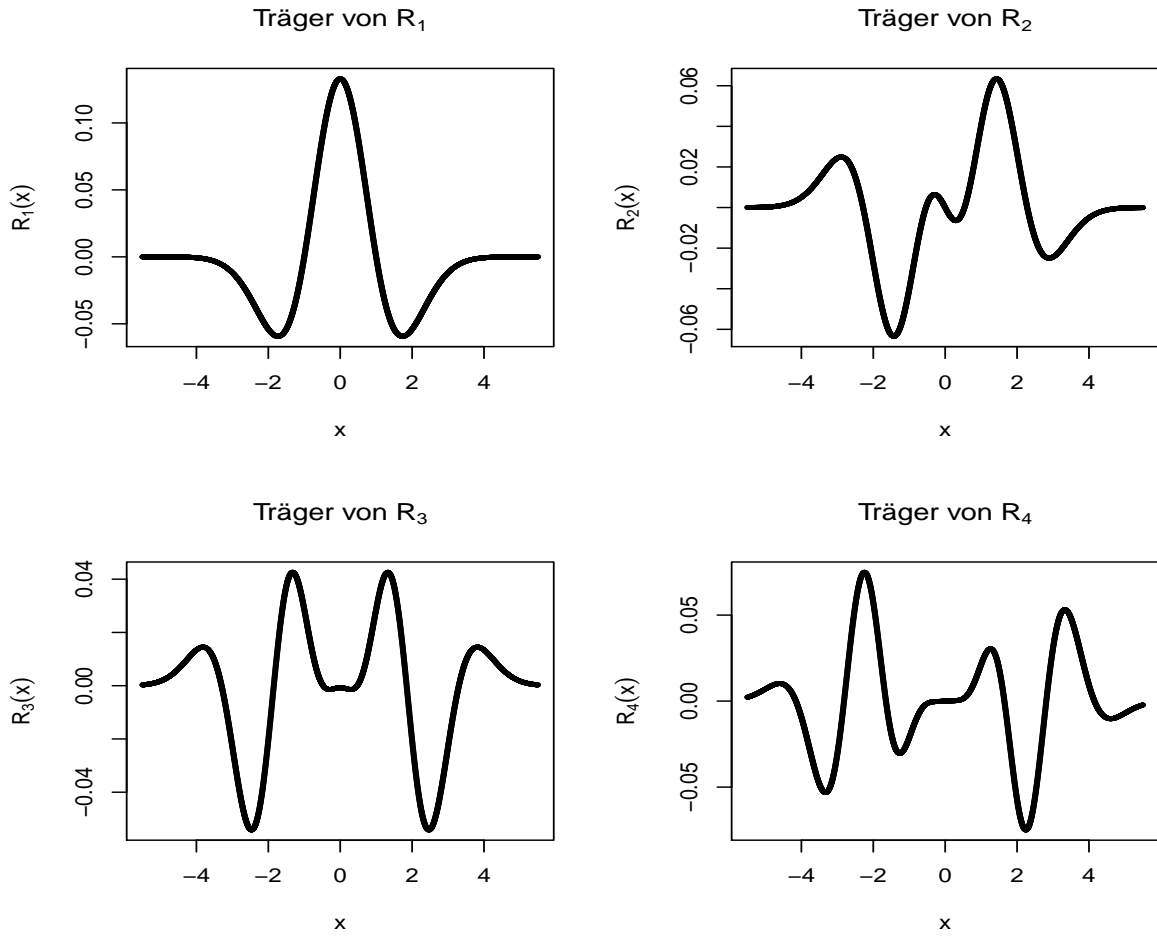 Träger von R₁
R₁(x)
0.10
0.05
0.00
−0.05
−4 −2 0 2 4
x
Träger von R₂
R₂(x)
0.06
0.02
−0.02
−0.06
−4 −2 0 2 4
x
Träger von R₃
R₃(x)
0.04
0.00
−0.04
−4 −2 0 2 4
x
Träger von R₄
R₄(x)
0.05
0.00
−0.05
−4 −2 0 2 4
x